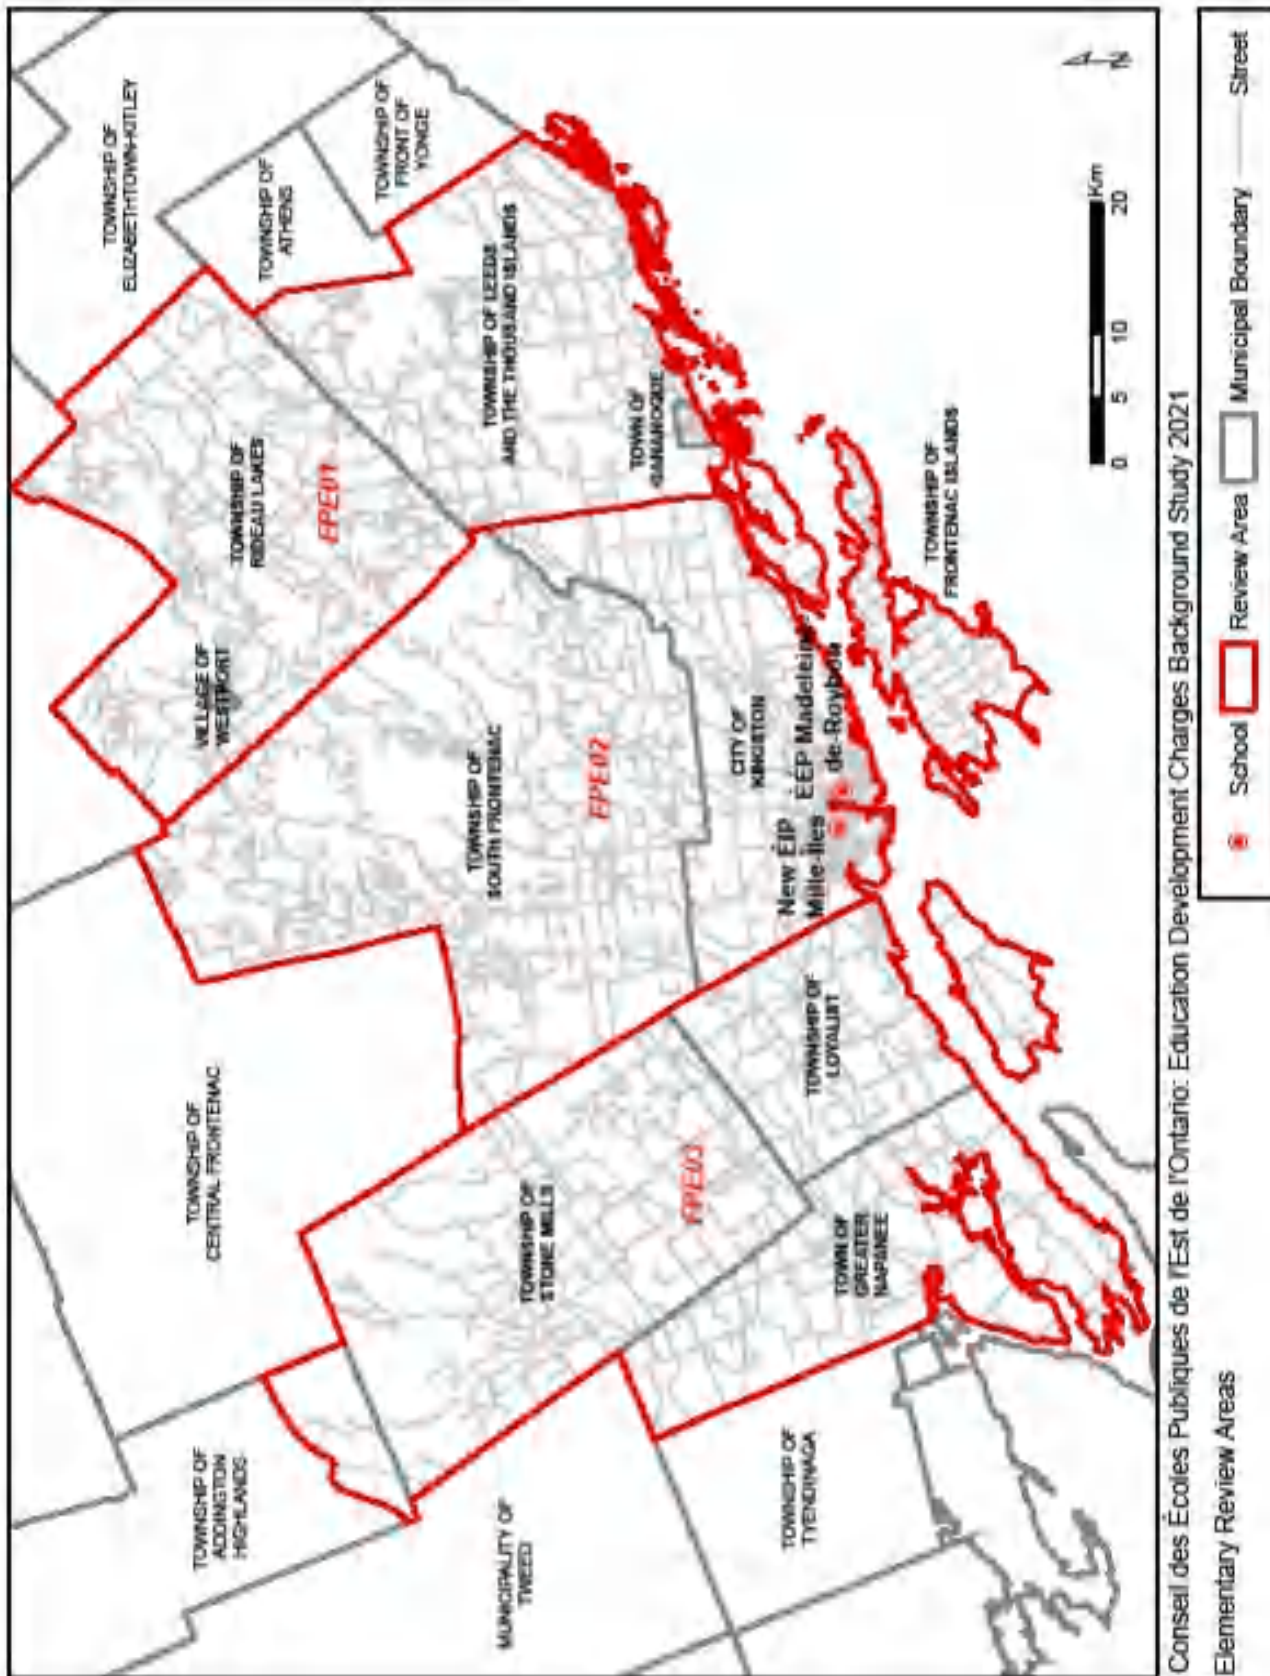 TOWNSHIP OF
ELIZABETHTOWN-KITLEY
TOWNSHIP OF
ATHENS
TOWNSHIP OF
FRONT OF
YONGE
TOWNSHIP OF
ADDINGTON
HIGHLANDS
TOWNSHIP OF
CENTRAL FRONTENAC
VILLAGE OF
WESTPORT
TOWNSHIP OF
RIDEAU LAKES
EPE01
TOWNSHIP OF LEEDS
AND THE THOUSAND ISLANDS
MUNICIPALITY OF
TWEED
TOWNSHIP OF
STONE MILLS
TOWNSHIP OF
SOUTH FRONTENAC
EPE02
TOWN OF
GANANOQUE
EPE03
CITY OF
KINGSTON
TOWNSHIP OF
TYENDINAGA
TOWN OF
GREATER
NAPANEE
TOWNSHIP OF
LOYALIST
New ÉIP
Mille-Îles
ÉEP Madeleine-
de-Roybon
TOWNSHIP OF
FRONTENAC ISLANDS
N
0 5 10 20
Km
Conseil des Écoles Publiques de l'Est de l'Ontario: Education Development Charges Background Study 2021
Elementary Review Areas
School
Review Area
Municipal Boundary
Street